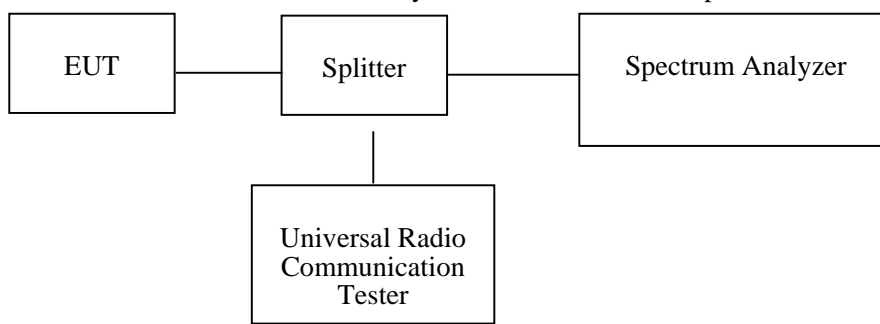 EUT
Splitter
Spectrum Analyzer
Universal Radio
Communication
Tester